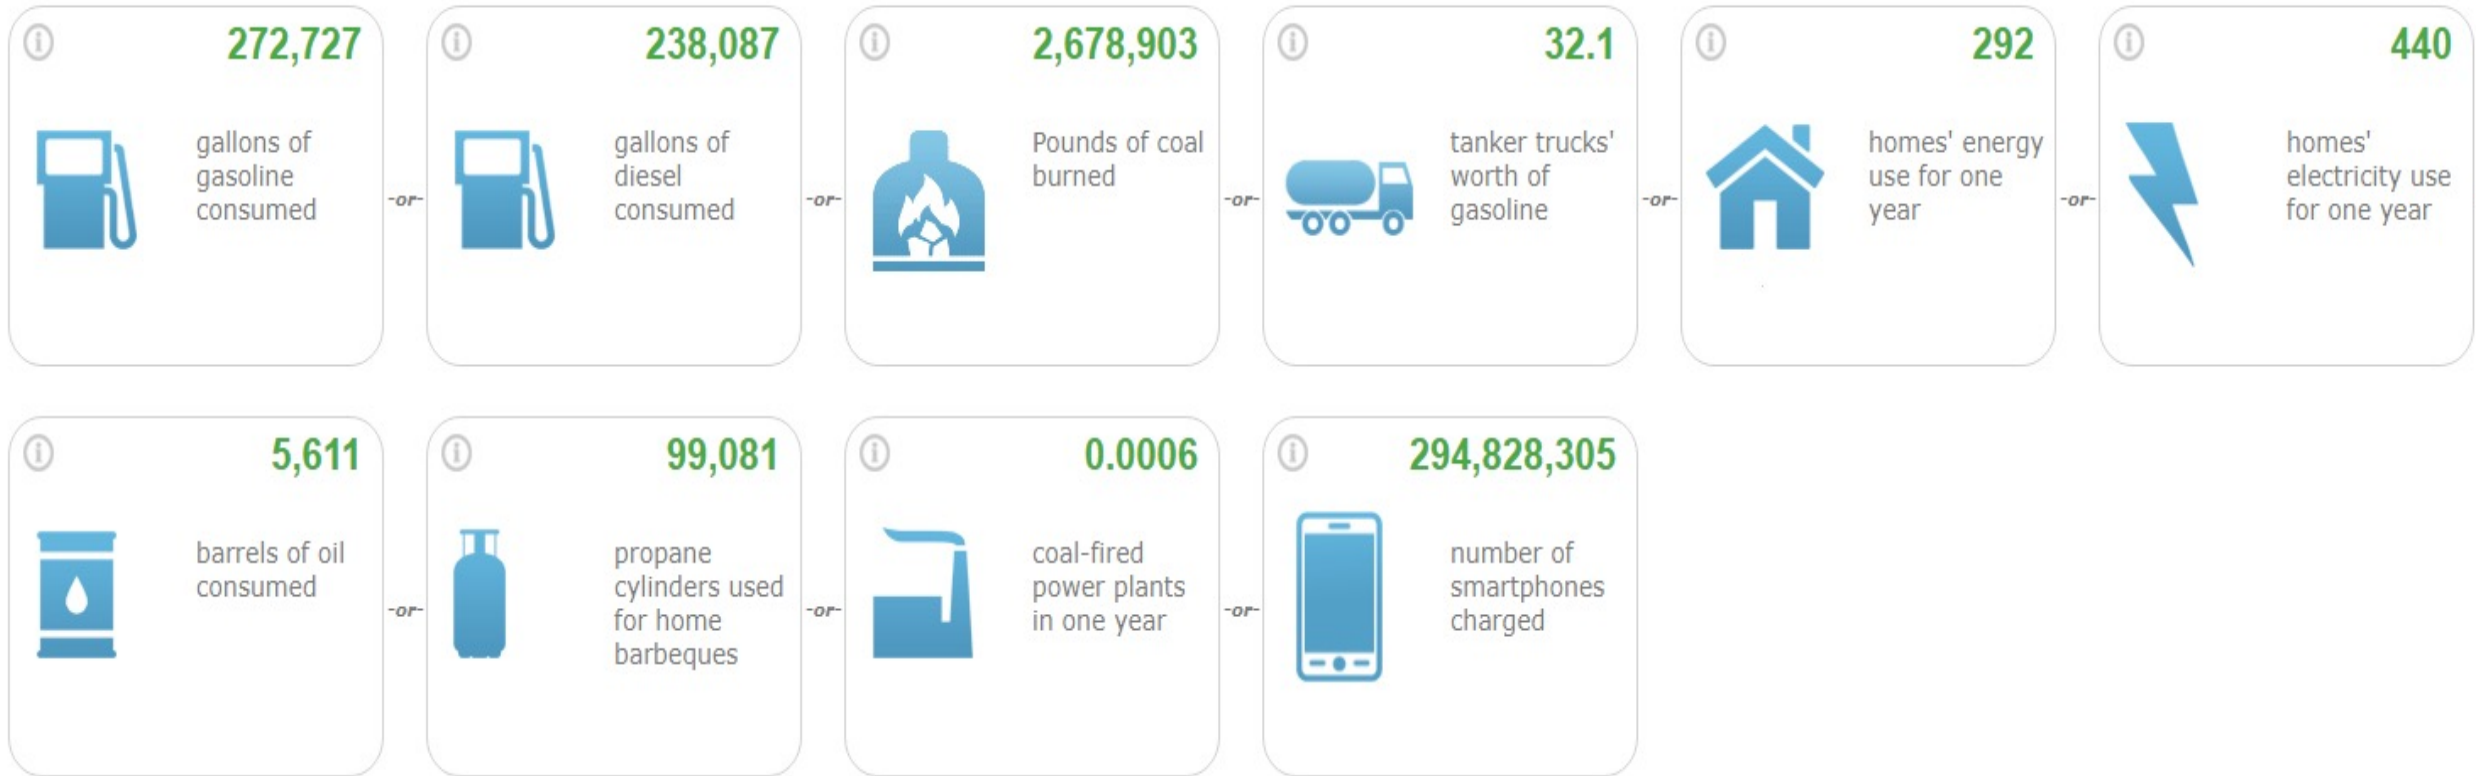 272,727
gallons of
gasoline
consumed
-or-
238,087
gallons of
diesel
consumed
-or-
2,678,903
Pounds of coal
burned
-or-
32.1
tanker trucks'
worth of
gasoline
-or-
292
homes' energy
use for one
year
-or-
440
homes'
electricity use
for one year
5,611
barrels of oil
consumed
-or-
99,081
propane
cylinders used
for home
barbeques
-or-
0.0006
coal-fired
power plants
in one year
-or-
294,828,305
number of
smartphones
charged